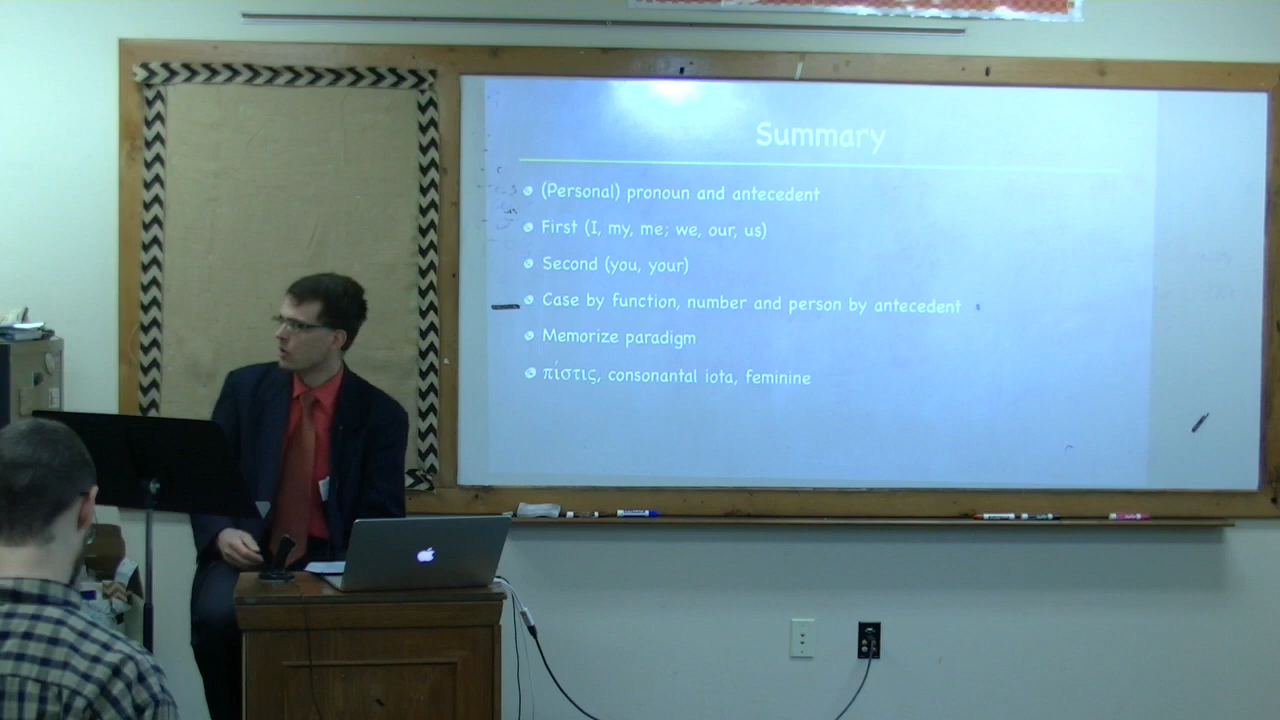 Summary
(Personal) pronoun and antecedent
First (I, my, me; we, our, us)
Second (you, your)
Case by function, number and person by antecedent
Memorize paradigm
πίστις, consonantal iota, feminine